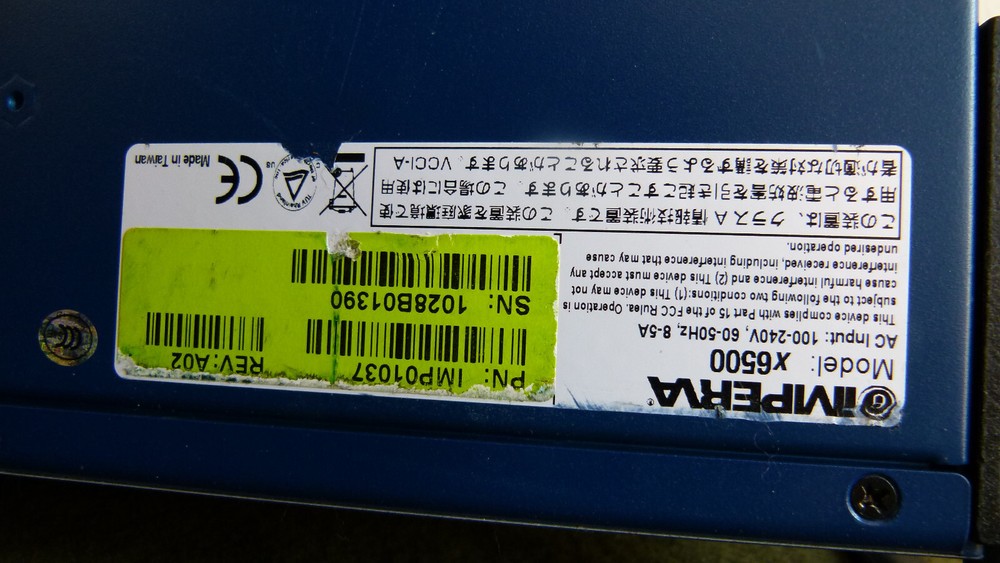 iMPERVA®
Model: x6500
AC Input: 100-240V, 60-50Hz, 8-5A
This device complies with Part 15 of the FCC Rules. Operation is
subject to the following two conditions:(1) This device may not
cause harmful interference and (2) This device must accept any
interference received, including interference that may cause
undesired operation.
PN: IMP01037
REV:A02
SN: 1028B01390
この装置は、クラスA 情報技術装置です。この装置を家庭環境で使
用すると電波妨害を引き起こすことがあります。この場合には使用
者が適切な対策を講ずるよう要求されることがあります。VCCI-A
CE
US
Made in Taiwan